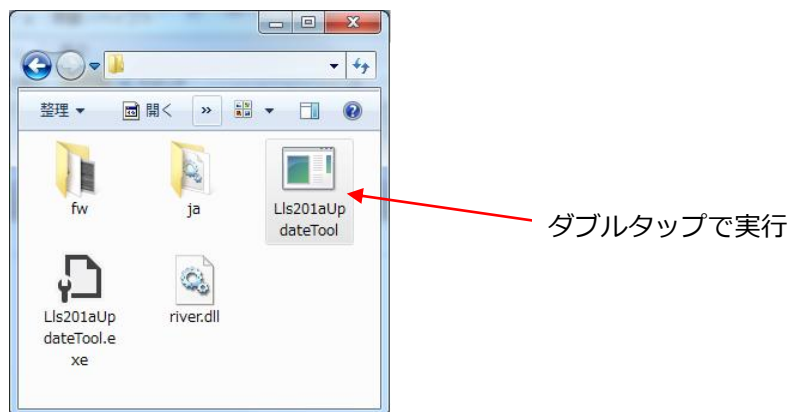 整理 開く »
fw
ja
Lls201aUp
dateTool
ダブルタップで実行
Lls201aUp
dateTool.e
xe
river.dll